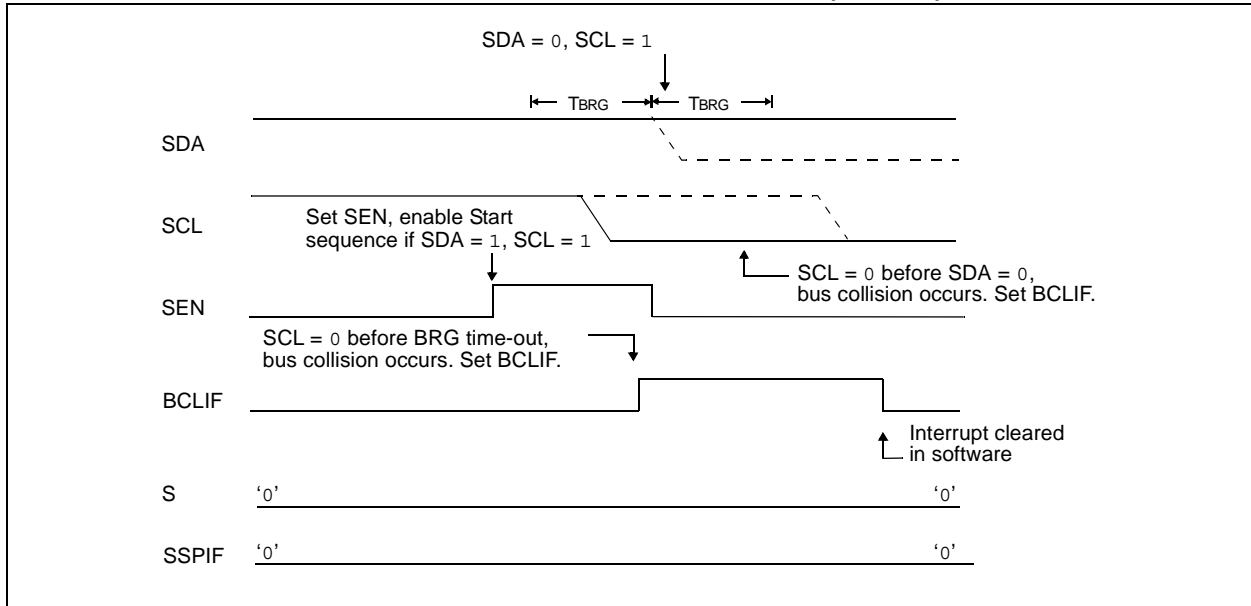 SDA = 0, SCL = 1
TBRG TBRG
SDA
SCL
Set SEN, enable Start
sequence if SDA = 1, SCL = 1
SCL = 0 before SDA = 0,
bus collision occurs. Set BCLIF.
SEN
SCL = 0 before BRG time-out,
bus collision occurs. Set BCLIF.
BCLIF
Interrupt cleared
in software
S ‘0’ ‘0’
SSPIF ‘0’ ‘0’